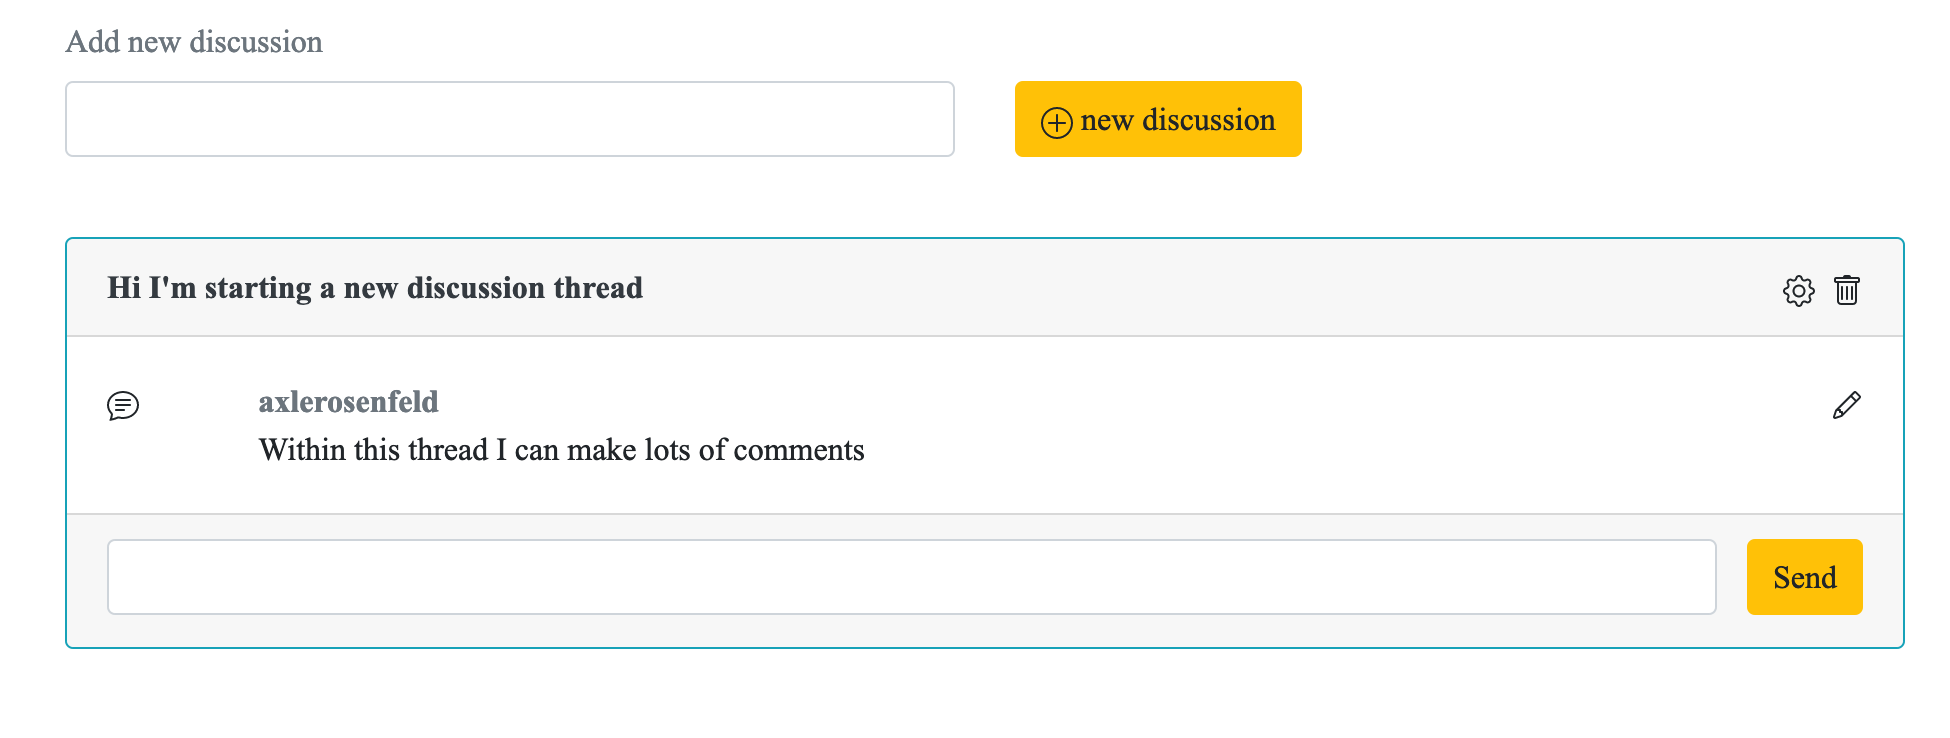 Add new discussion
new discussion
Hi I'm starting a new discussion thread
axlerosenfeld
Within this thread I can make lots of comments
Send